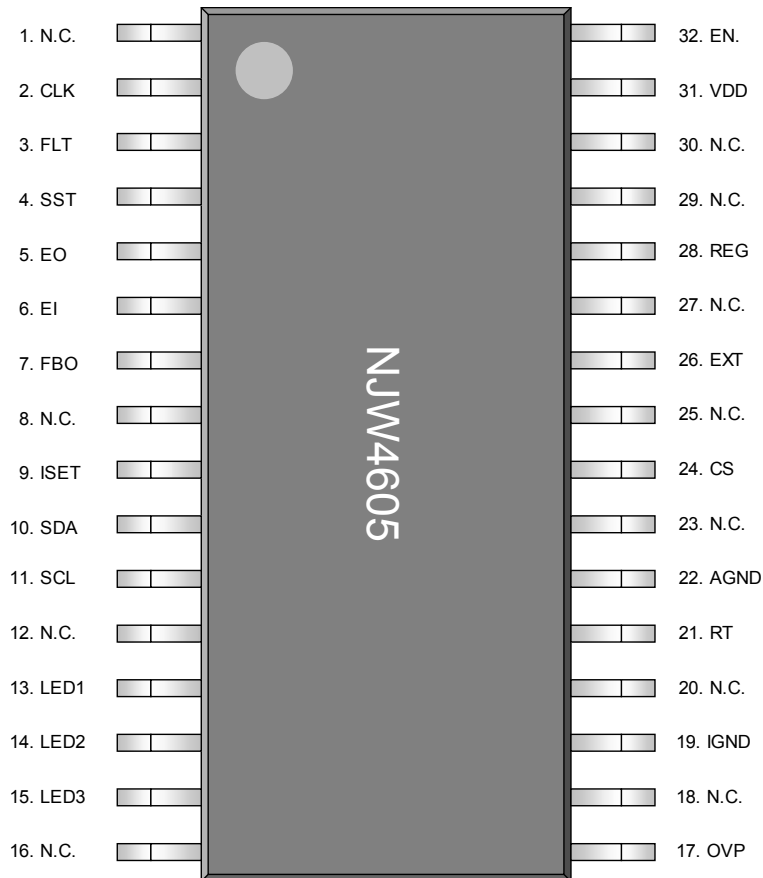 1. N.C.
2. CLK
3. FLT
4. SST
5. EO
6. EI
7. FBO
8. N.C.
9. ISET
10. SDA
11. SCL
12. N.C.
13. LED1
14. LED2
15. LED3
16. N.C.
NJW4605
32. EN.
31. VDD
30. N.C.
29. N.C.
28. REG
27. N.C.
26. EXT
25. N.C.
24. CS
23. N.C.
22. AGND
21. RT
20. N.C.
19. IGND
18. N.C.
17. OVP